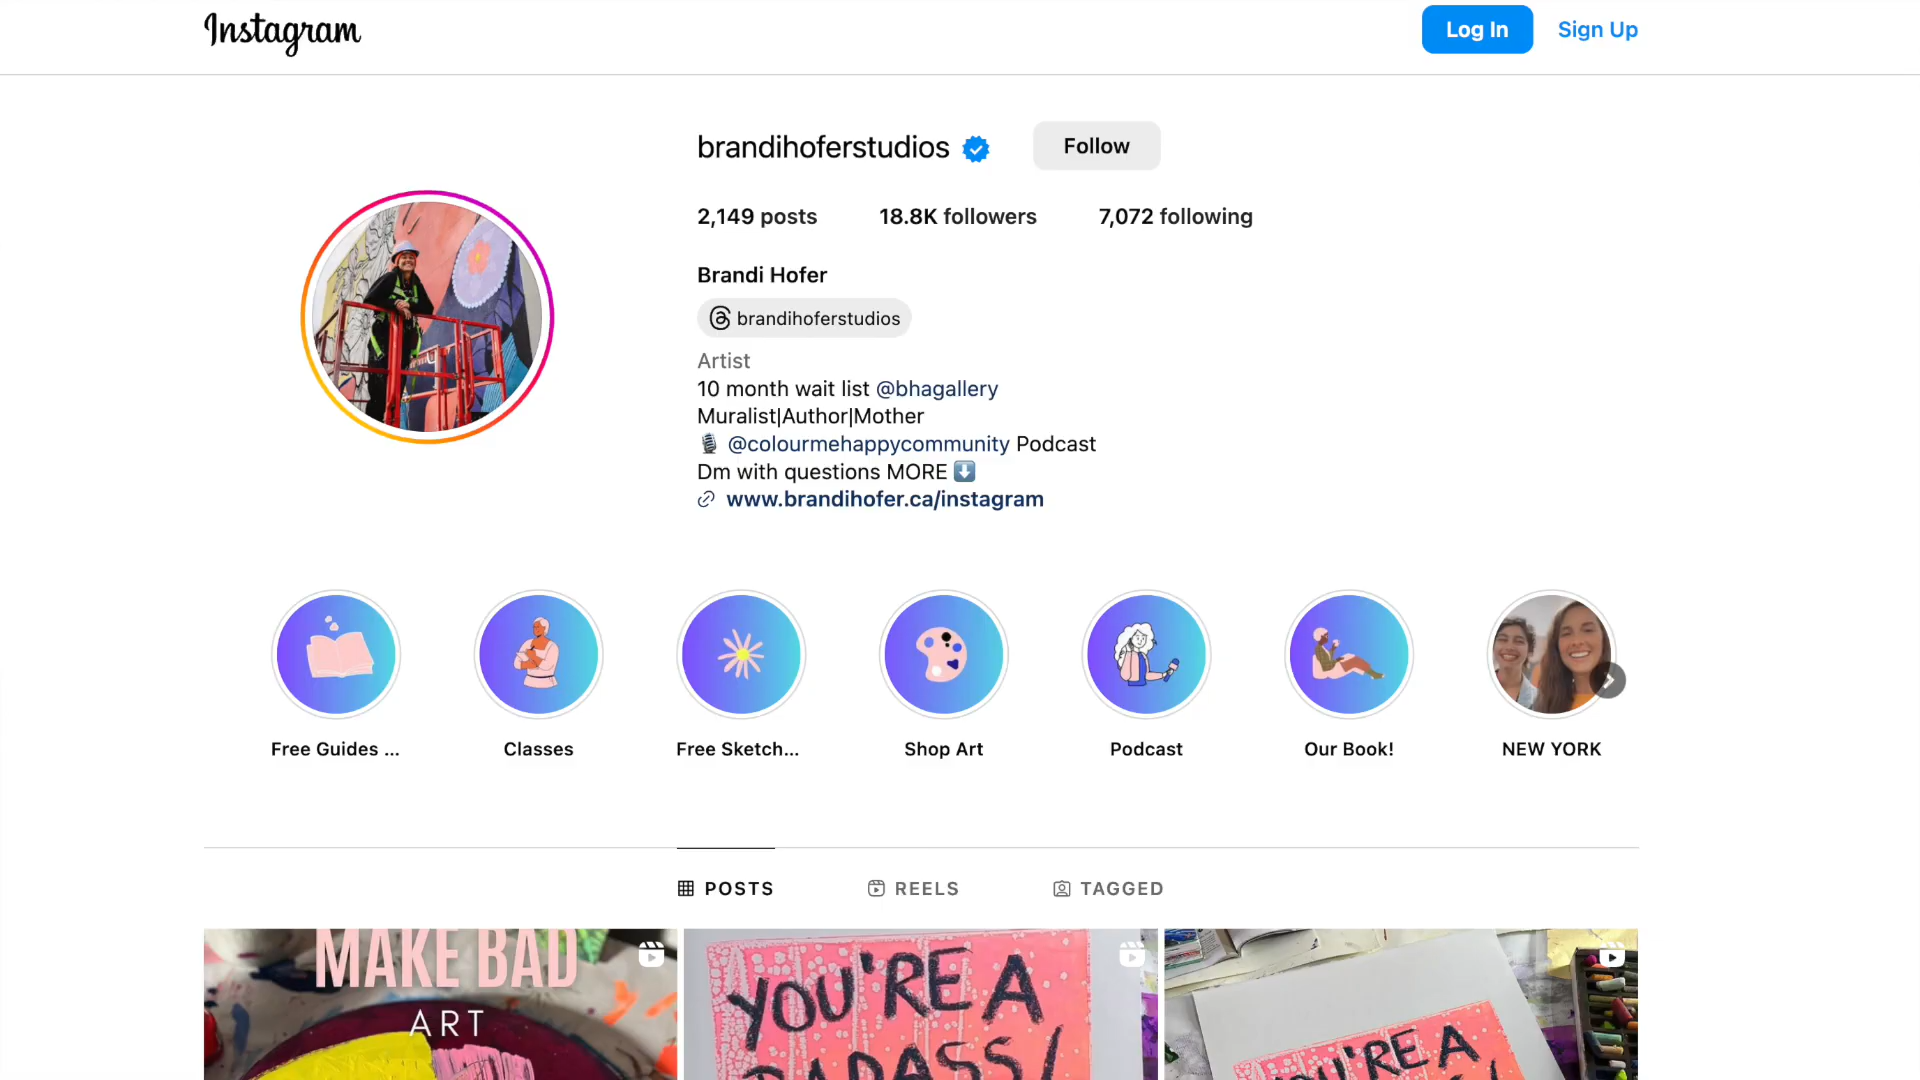 Instagram
Log In
Sign Up
brandihoferstudios
Follow
2,149 posts
18.8K followers
7,072 following
Brandi Hofer
brandihoferstudios
Artist
10 month wait list @bhagallery
Muralist|Author|Mother
🎙️ @colourmehappycommunity Podcast
Dm with questions MORE ⬇️
www.brandihofer.ca/instagram
Free Guides ...
Classes
Free Sketch...
Shop Art
Podcast
Our Book!
NEW YORK
POSTS
REELS
TAGGED
MAKE BAD
ART
YOU'RE A
BADASS/
YOU'RE A